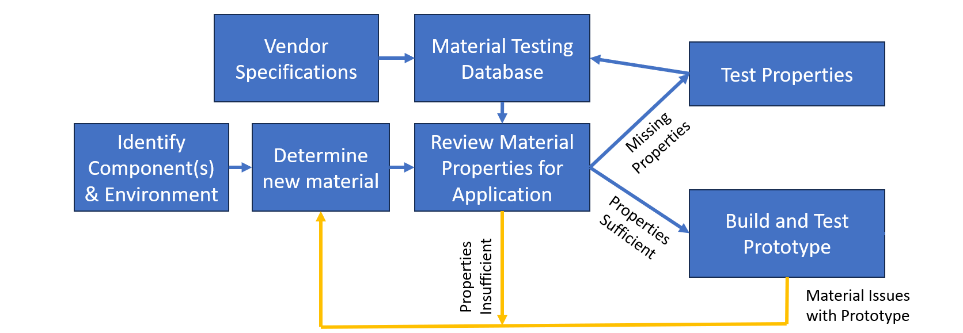 Vendor
Specifications
Material Testing
Database
Test Properties
Identify
Component(s)
& Environment
Determine
new material
Review Material
Properties for
Application
Missing
Properties
Properties
Sufficient
Build and Test
Prototype
Properties
Insufficient
Material Issues
with Prototype